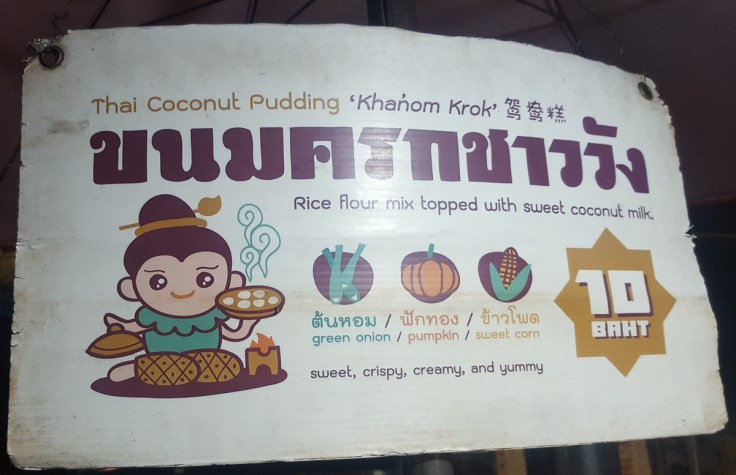 Thai Coconut Pudding 'Khanom Krok' 鴛鴦糕
ขนมครกชาววัง
Rice flour mix topped with sweet coconut milk.
ต้นหอม / ฟักทอง / ข้าวโพด
green onion / pumpkin / sweet corn
10
BAHT
sweet, crispy, creamy, and yummy